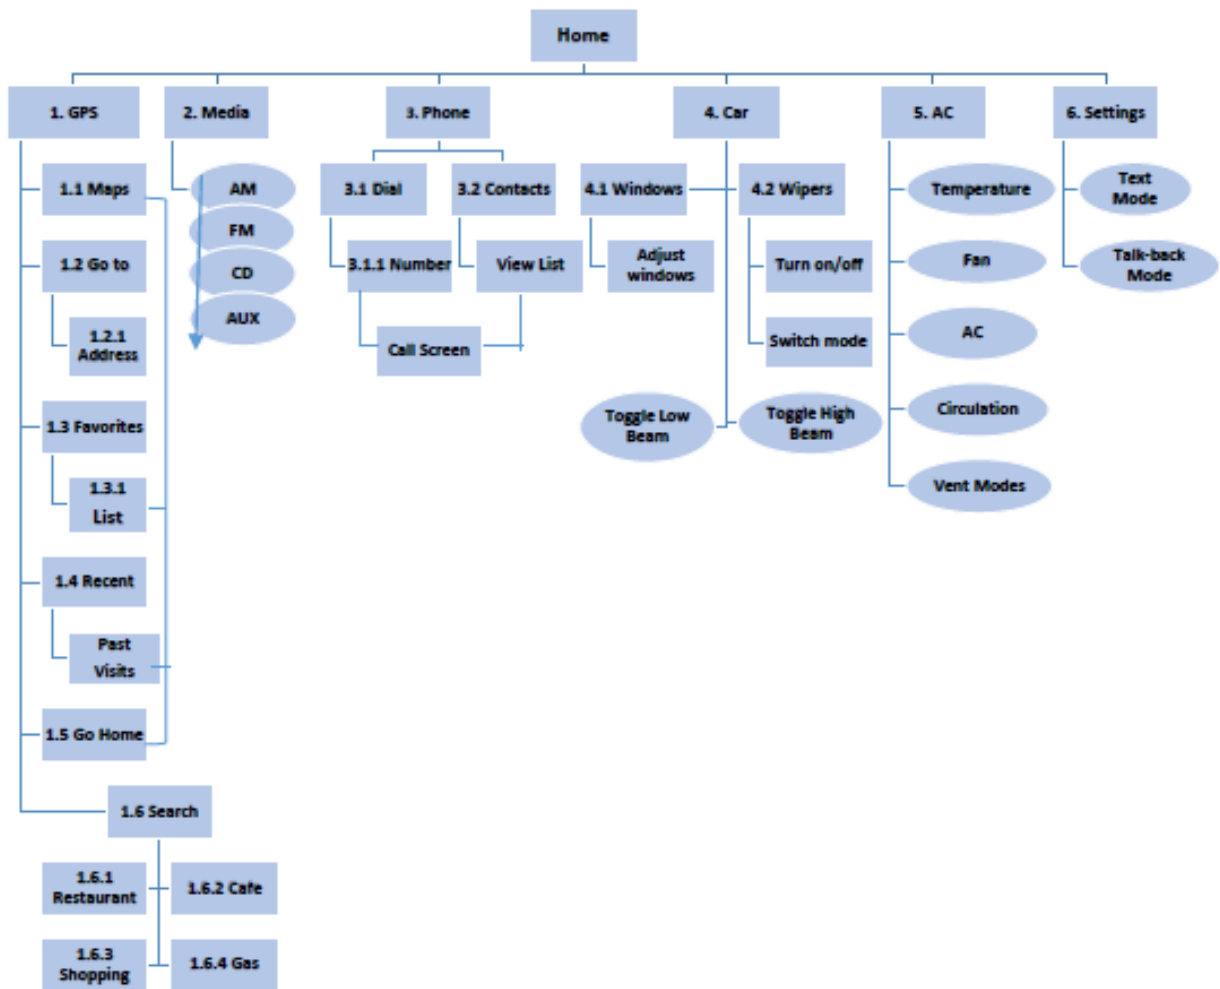 Home
1. GPS
2. Media
3. Phone
4. Car
5. AC
6. Settings
1.1 Maps
AM
3.1 Dial
3.2 Contacts
4.1 Windows
4.2 Wipers
Temperature
Text
Mode
FM
1.2 Go to
CD
3.1.1 Number
View List
Adjust
windows
Turn on/off
Fan
Talk-back
Mode
AUX
1.2.1
Address
Call Screen
Switch mode
AC
1.3 Favorites
Toggle Low
Beam
Toggle High
Beam
Circulation
1.3.1
List
Vent Modes
1.4 Recent
Past
Visits
1.5 Go Home
1.6 Search
1.6.1
Restaurant
1.6.2 Cafe
1.6.3
Shopping
1.6.4 Gas